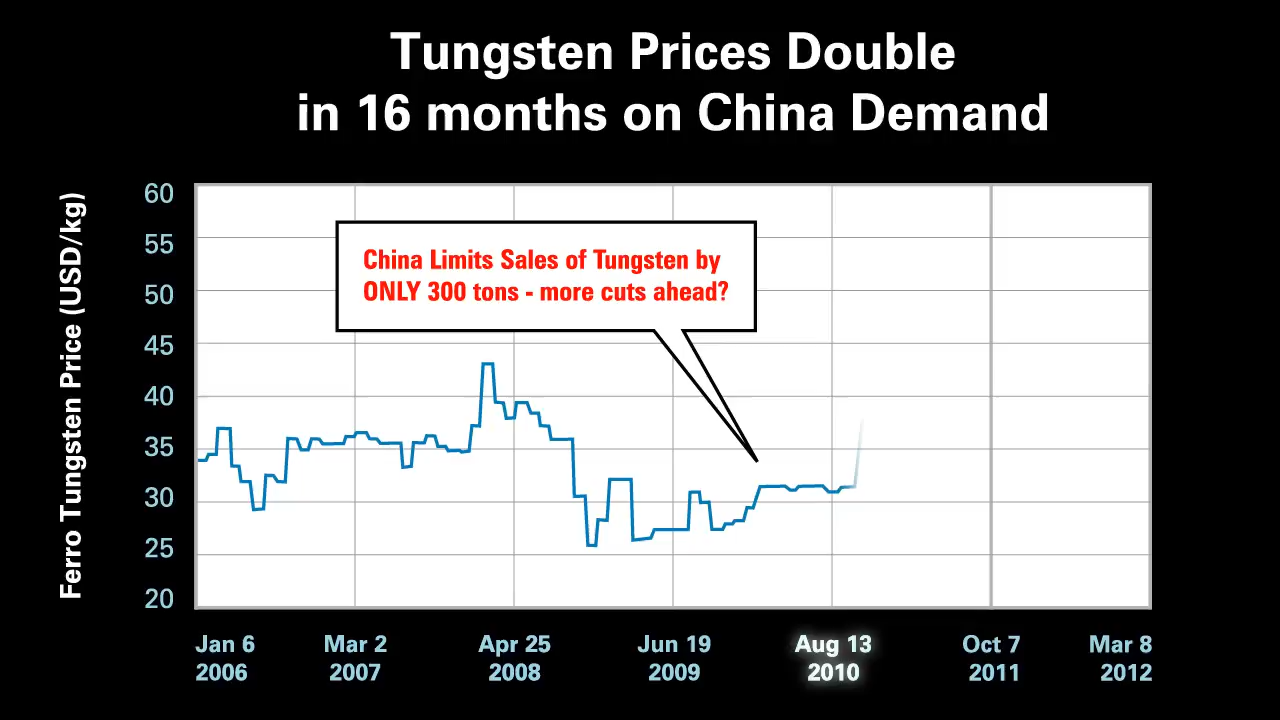 Tungsten Prices Double
in 16 months on China Demand
Ferro Tungsten Price (USD/kg)
60
55
50
45
40
35
30
25
20
China Limits Sales of Tungsten by
ONLY 300 tons - more cuts ahead?
Jan 6
2006
Mar 2
2007
Apr 25
2008
Jun 19
2009
Aug 13
2010
Oct 7
2011
Mar 8
2012